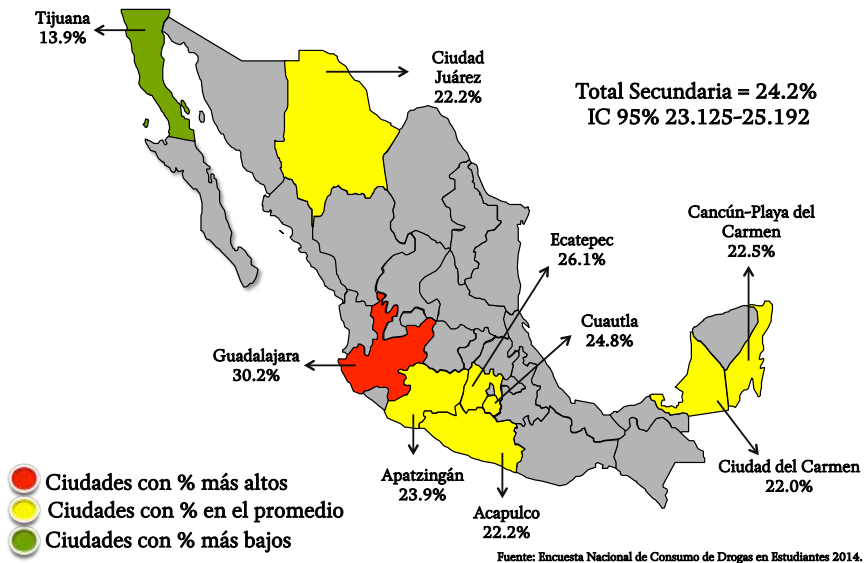 Tijuana
13.9%
Ciudad
Juárez
22.2%
Total Secundaria = 24.2%
IC 95% 23.125-25.192
Cancún-Playa del
Carmen
22.5%
Ecatepec
26.1%
Cuautla
24.8%
Guadalajara
30.2%
Apatzingán
23.9%
Acapulco
22.2%
Ciudad del Carmen
22.0%
Ciudades con % más altos
Ciudades con % en el promedio
Ciudades con % más bajos
Fuente: Encuesta Nacional de Consumo de Drogas en Estudiantes 2014.